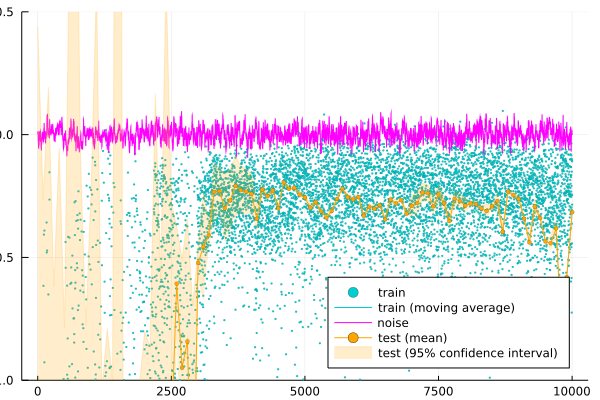 0.5
0.0
0.5
1.0
train
train (moving average)
noise
test (mean)
test (95% confidence interval)
0 2500 5000 7500 10000